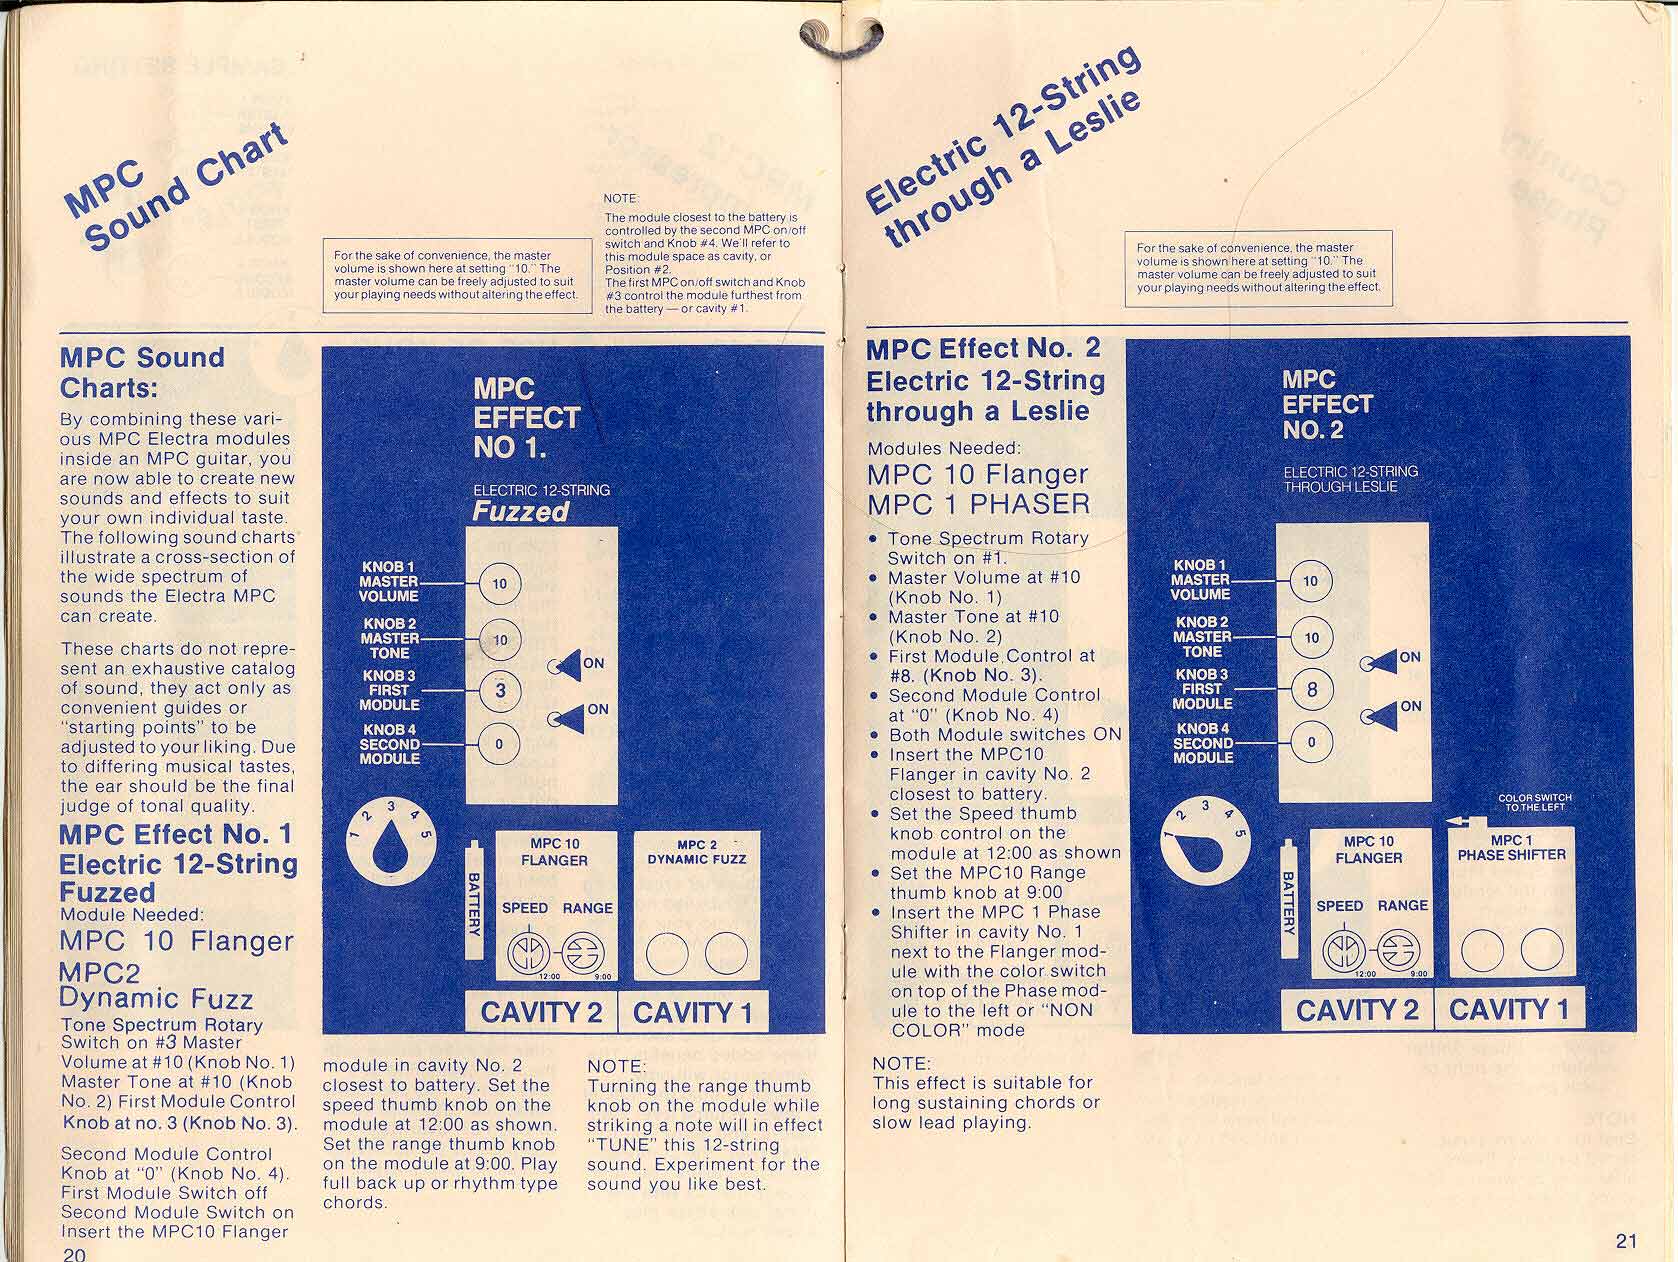 MPC
Sound Chart
For the sake of convenience, the master
volume is shown here at setting "10." The
master volume can be freely adjusted to suit
your playing needs without altering the effect.
NOTE:
The module closest to the battery is
controlled by the second MPC on/off
switch and Knob #4. We'll refer to
this module space as cavity, or
Position #2.
The first MPC on/off switch and Knob
#3 control the module furthest from
the battery — or cavity #1.
MPC Sound
Charts:
By combining these vari-
ous MPC Electra modules
inside an MPC guitar, you
are now able to create new
sounds and effects to suit
your own individual taste.
The following sound charts
illustrate a cross-section of
the wide spectrum of
sounds the Electra MPC
can create.
These charts do not repre-
sent an exhaustive catalog
of sound, they act only as
convenient guides or
"starting points" to be
adjusted to your liking. Due
to differing musical tastes,
the ear should be the final
judge of tonal quality.
MPC Effect No. 1
Electric 12-String
Fuzzed
Module Needed:
MPC 10 Flanger
MPC2
Dynamic Fuzz
Tone Spectrum Rotary
Switch on #3 Master
Volume at #10 (Knob No. 1)
Master Tone at #10 (Knob
No. 2) First Module Control
Knob at no. 3 (Knob No. 3).
Second Module Control
Knob at "0" (Knob No. 4).
First Module Switch off
Second Module Switch on
Insert the MPC10 Flanger
20
MPC
EFFECT
NO 1.
ELECTRIC 12-STRING
Fuzzed
KNOB 1
MASTER
VOLUME
10
KNOB 2
MASTER
TONE
10
KNOB 3
FIRST
MODULE
3
KNOB 4
SECOND
MODULE
0
ON
ON
1 2 3 4 5
BATTERY
MPC 10
FLANGER
SPEED RANGE
12:00 9:00
MPC 2
DYNAMIC FUZZ
CAVITY 2 CAVITY 1
module in cavity No. 2
closest to battery. Set the
speed thumb knob on the
module at 12:00 as shown.
Set the range thumb knob
on the module at 9:00. Play
full back up or rhythm type
chords.
NOTE:
Turning the range thumb
knob on the module while
striking a note will in effect
"TUNE" this 12-string
sound. Experiment for the
sound you like best.
Electric 12-String
through a Leslie
For the sake of convenience, the master
volume is shown here at setting "10." The
master volume can be freely adjusted to suit
your playing needs without altering the effect.
MPC Effect No. 2
Electric 12-String
through a Leslie
Modules Needed:
MPC 10 Flanger
MPC 1 PHASER
• Tone Spectrum Rotary
Switch on #1.
• Master Volume at #10
(Knob No. 1)
• Master Tone at #10
(Knob No. 2)
• First Module Control at
#8. (Knob No. 3).
• Second Module Control
at "0" (Knob No. 4)
• Both Module switches ON
• Insert the MPC10
Flanger in cavity No. 2
closest to battery.
• Set the Speed thumb
knob control on the
module at 12:00 as shown
• Set the MPC10 Range
thumb knob at 9:00
• Insert the MPC 1 Phase
Shifter in cavity No. 1
next to the Flanger mod-
ule with the color switch
on top of the Phase mod-
ule to the left or "NON
COLOR" mode
NOTE:
This effect is suitable for
long sustaining chords or
slow lead playing.
MPC
EFFECT
NO. 2
ELECTRIC 12-STRING
THROUGH LESLIE
KNOB 1
MASTER
VOLUME
10
KNOB 2
MASTER
TONE
10
KNOB 3
FIRST
MODULE
8
KNOB 4
SECOND
MODULE
0
ON
ON
1 2 3 4 5
COLOR SWITCH
TO THE LEFT
BATTERY
MPC 10
FLANGER
SPEED RANGE
12:00 9:00
MPC 1
PHASE SHIFTER
CAVITY 2 CAVITY 1
21